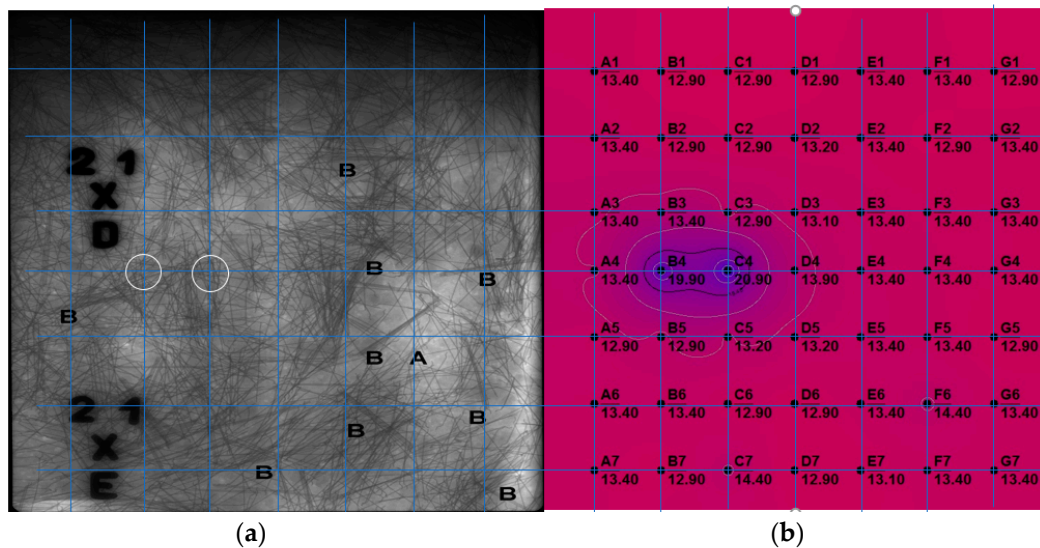 2 1
X
D
B
B
B
B
B A
2 1
X
E
B
B
B
B
A1 B1 C1 D1 E1 F1 G1
13.40 12.90 12.90 12.90 13.40 13.40 12.90
A2 B2 C2 D2 E2 F2 G2
13.40 12.90 12.90 13.20 13.40 12.90 13.40
A3 B3 C3 D3 E3 F3 G3
13.40 13.40 12.90 13.10 13.40 13.40 13.40
A4 B4 C4 D4 E4 F4 G4
13.40 19.90 20.90 13.90 13.40 13.40 13.40
A5 B5 C5 D5 E5 F5 G5
12.90 12.90 13.20 13.20 13.40 13.40 12.90
A6 B6 C6 D6 E6 F6 G6
13.40 13.40 12.90 12.90 13.40 14.40 13.40
A7 B7 C7 D7 E7 F7 G7
13.40 12.90 14.40 12.90 13.10 13.40 13.40
(a) (b)